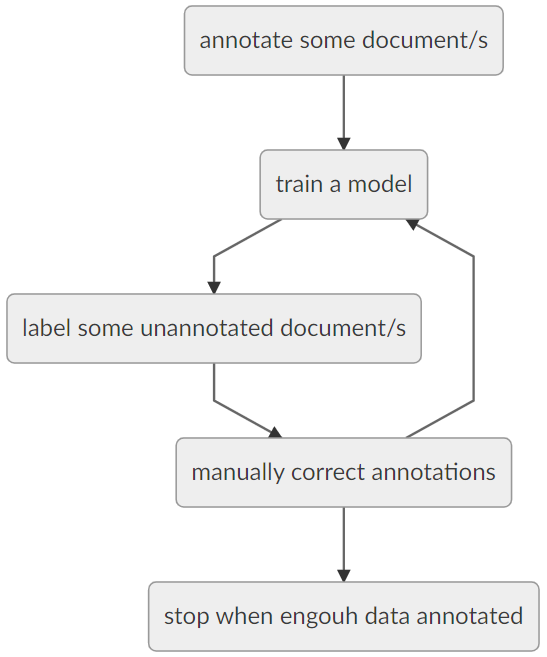 annotate some document/s
train a model
label some unannotated document/s
manually correct annotations
stop when engouh data annotated